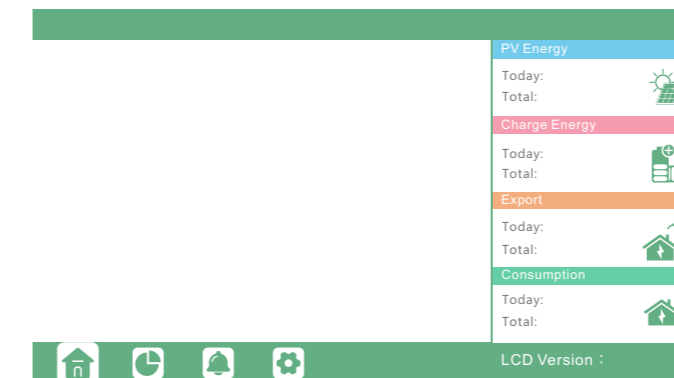 PV Energy
Today:
Total:
Charge Energy
Today:
Total:
Export
Today:
Total:
Consumption
Today:
Total:
LCD Version：